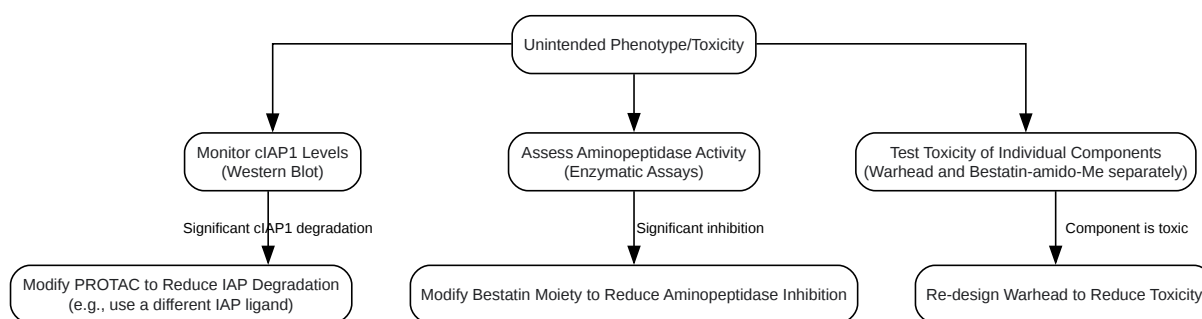 Unintended Phenotype/Toxicity
Monitor cIAP1 Levels
(Western Blot)
Assess Aminopeptidase Activity
(Enzymatic Assays)
Test Toxicity of Individual Components
(Warhead and Bestatin-amido-Me separately)
Significant cIAP1 degradation
Significant inhibition
Component is toxic
Modify PROTAC to Reduce IAP Degradation
(e.g., use a different IAP ligand)
Modify Bestatin Moiety to Reduce Aminopeptidase Inhibition
Re-design Warhead to Reduce Toxicity